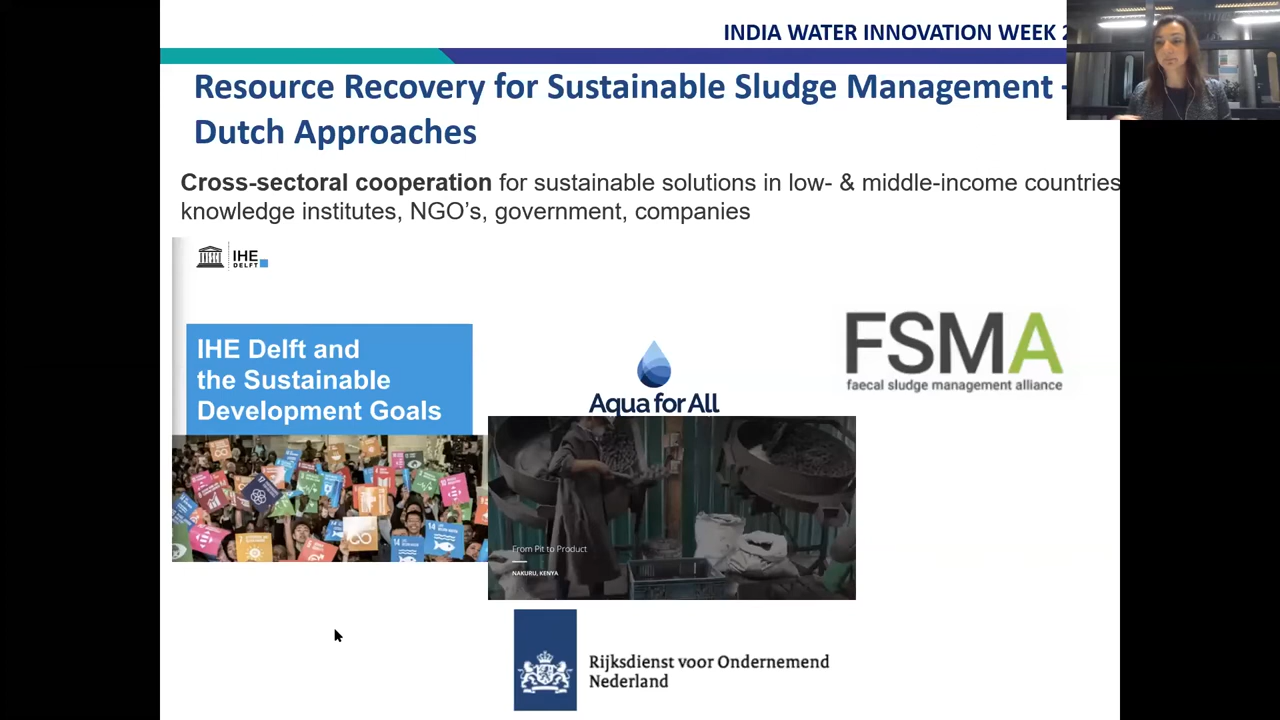 INDIA WATER INNOVATION WEEK
Resource Recovery for Sustainable Sludge Management -
Dutch Approaches
Cross-sectoral cooperation for sustainable solutions in low- & middle-income countries
knowledge institutes, NGO's, government, companies
IHE
DELFT
IHE Delft and
the Sustainable
Development Goals
Aqua for All
FSMA
faecal sludge management alliance
From Pit to Product
NAKURU, KENYA
Rijksdienst voor Ondernemend
Nederland